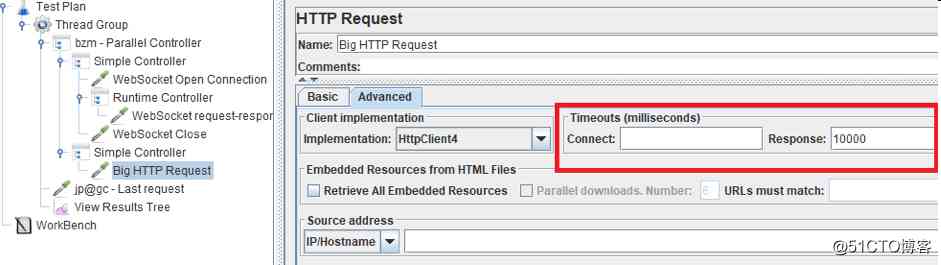 Test Plan
Thread Group
bzm - Parallel Controller
Simple Controller
WebSocket Open Connection
Runtime Controller
WebSocket request-respor
WebSocket Close
Simple Controller
Big HTTP Request
jp@gc - Last request
View Results Tree
WorkBench
HTTP Request
Name: Big HTTP Request
Comments:
Basic Advanced
Client implementation
Implementation: HttpClient4
Timeouts (milliseconds)
Connect: Response: 10000
Embedded Resources from HTML Files
Retrieve All Embedded Resources Parallel downloads. Number: URLs must match:
Source address
IP/Hostname
@51CTO博客